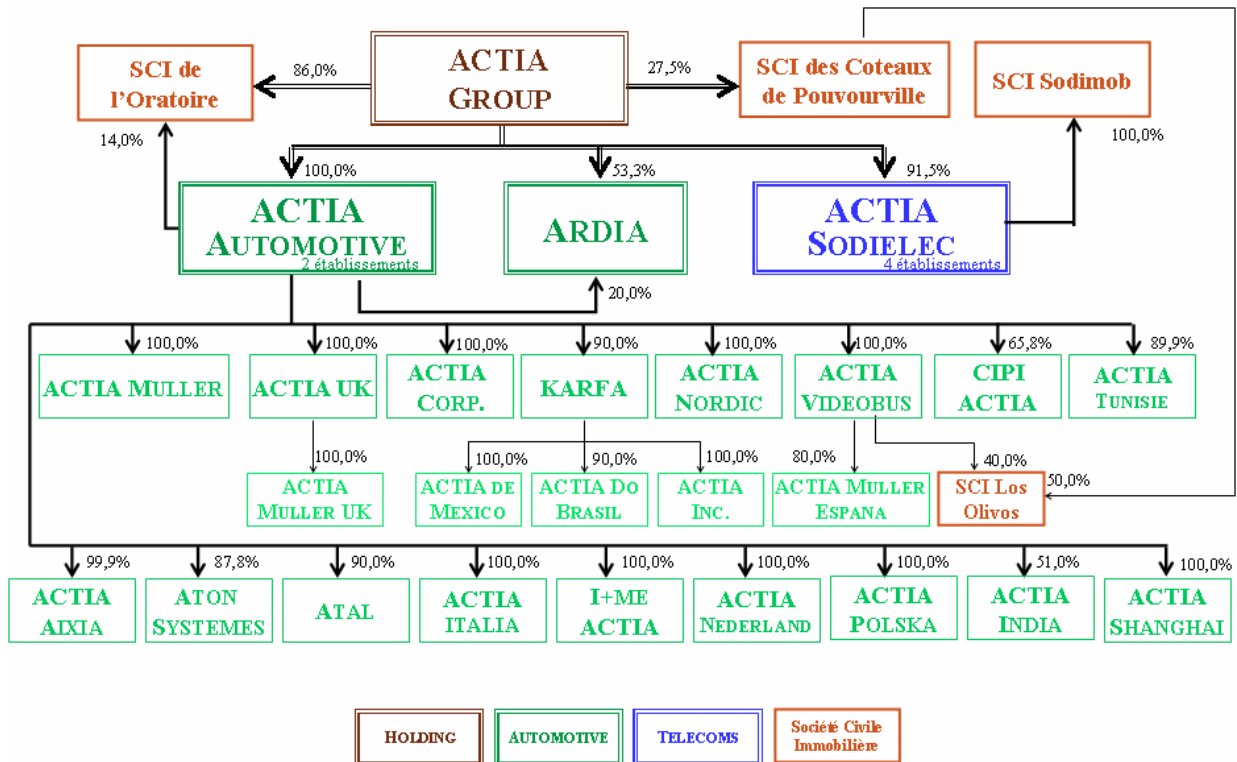 SCI de
l'Oratoire
86,0%
ACTIA
GROUP
27,5%
SCI des Coteaux
de Pouvourville
SCI Sodimob
14,0%
100,0%
100,0%
53,3%
91,5%
ACTIA
AUTOMOTIVE
2 établissements
ARDIA
ACTIA
SODIELEC
4 établissements
20,0%
100,0%
100,0%
100,0%
90,0%
100,0%
100,0%
65,8%
89,9%
ACTIA MULLER
ACTIA UK
ACTIA
CORP.
KARFA
ACTIA
NORDIC
ACTIA
VIDEOBUS
CIPI
ACTIA
ACTIA
TUNISIE
100,0%
100,0%
90,0%
100,0%
80,0%
40,0%
50,0%
ACTIA
MULLER UK
ACTIA DE
MEXICO
ACTIA DO
BRASIL
ACTIA
INC.
ACTIA MULLER
ESPANA
SCI LOS
OLIVOS
99,9%
87,8%
90,0%
100,0%
100,0%
100,0%
100,0%
51,0%
100,0%
ACTIA
AIXIA
ATON
SYSTEMES
ATAL
ACTIA
ITALIA
I+ME
ACTIA
ACTIA
NEDERLAND
ACTIA
POLSKA
ACTIA
INDIA
ACTIA
SHANGHAI
HOLDING
AUTOMOTIVE
TELECOMS
Société Civile
Immobilière